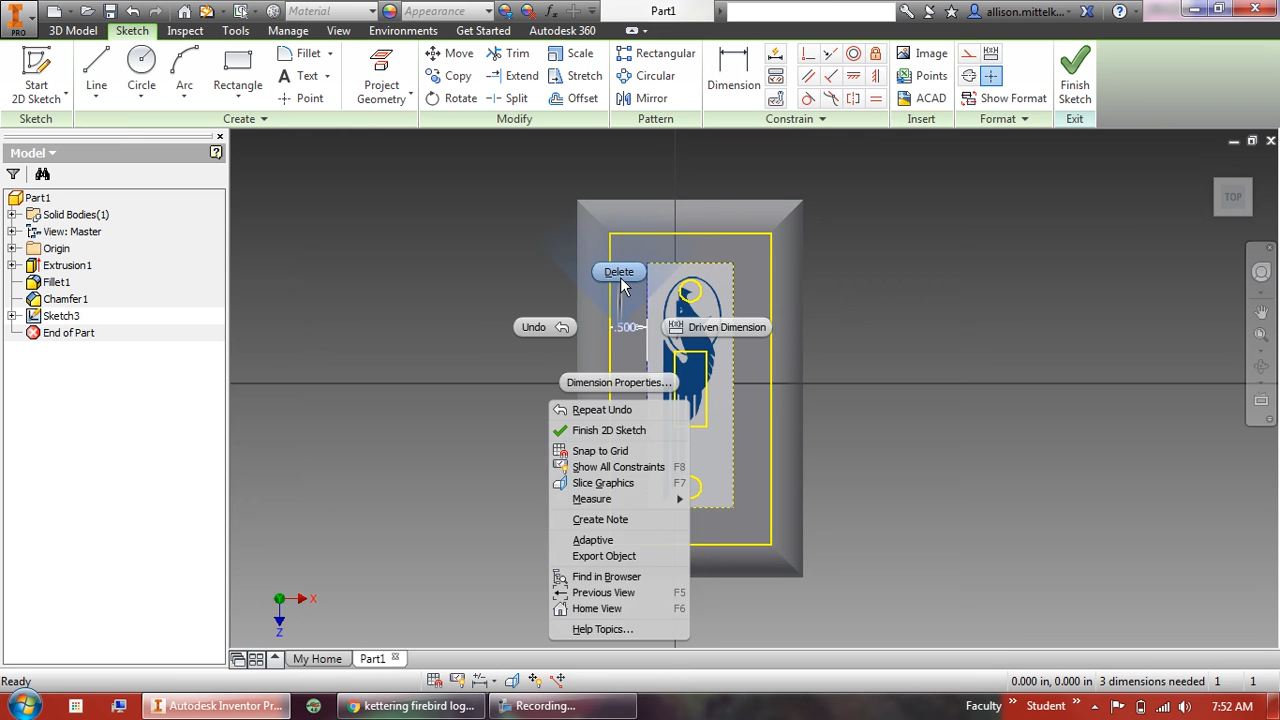 PRO
Material
Appearance
Part1
allison.mittelk...
3D Model
Sketch
Inspect
Tools
Manage
View
Environments
Get Started
Autodesk 360
Start
2D Sketch
Line
Circle
Arc
Rectangle
Fillet
Text
Point
Project
Geometry
Move
Copy
Rotate
Trim
Extend
Split
Scale
Stretch
Offset
Rectangular
Circular
Mirror
Dimension
Image
Points
ACAD
Show Format
Finish
Sketch
Sketch
Create
Modify
Pattern
Constrain
Insert
Format
Exit
Model
Part1
Solid Bodies(1)
View: Master
Origin
Extrusion1
Fillet1
Chamfer1
Sketch3
End of Part
TOP
Delete
Undo
.500
Driven Dimension
Dimension Properties...
Repeat Undo
Finish 2D Sketch
Snap to Grid
Show All Constraints F8
Slice Graphics F7
Measure
Create Note
Adaptive
Export Object
Find in Browser
Previous View F5
Home View F6
Help Topics...
X
Z
My Home
Part1
Ready
0.000 in, 0.000 in
3 dimensions needed
1
1
Autodesk Inventor Pr...
kettering firebird log...
Recording...
Faculty
Student
7:52 AM